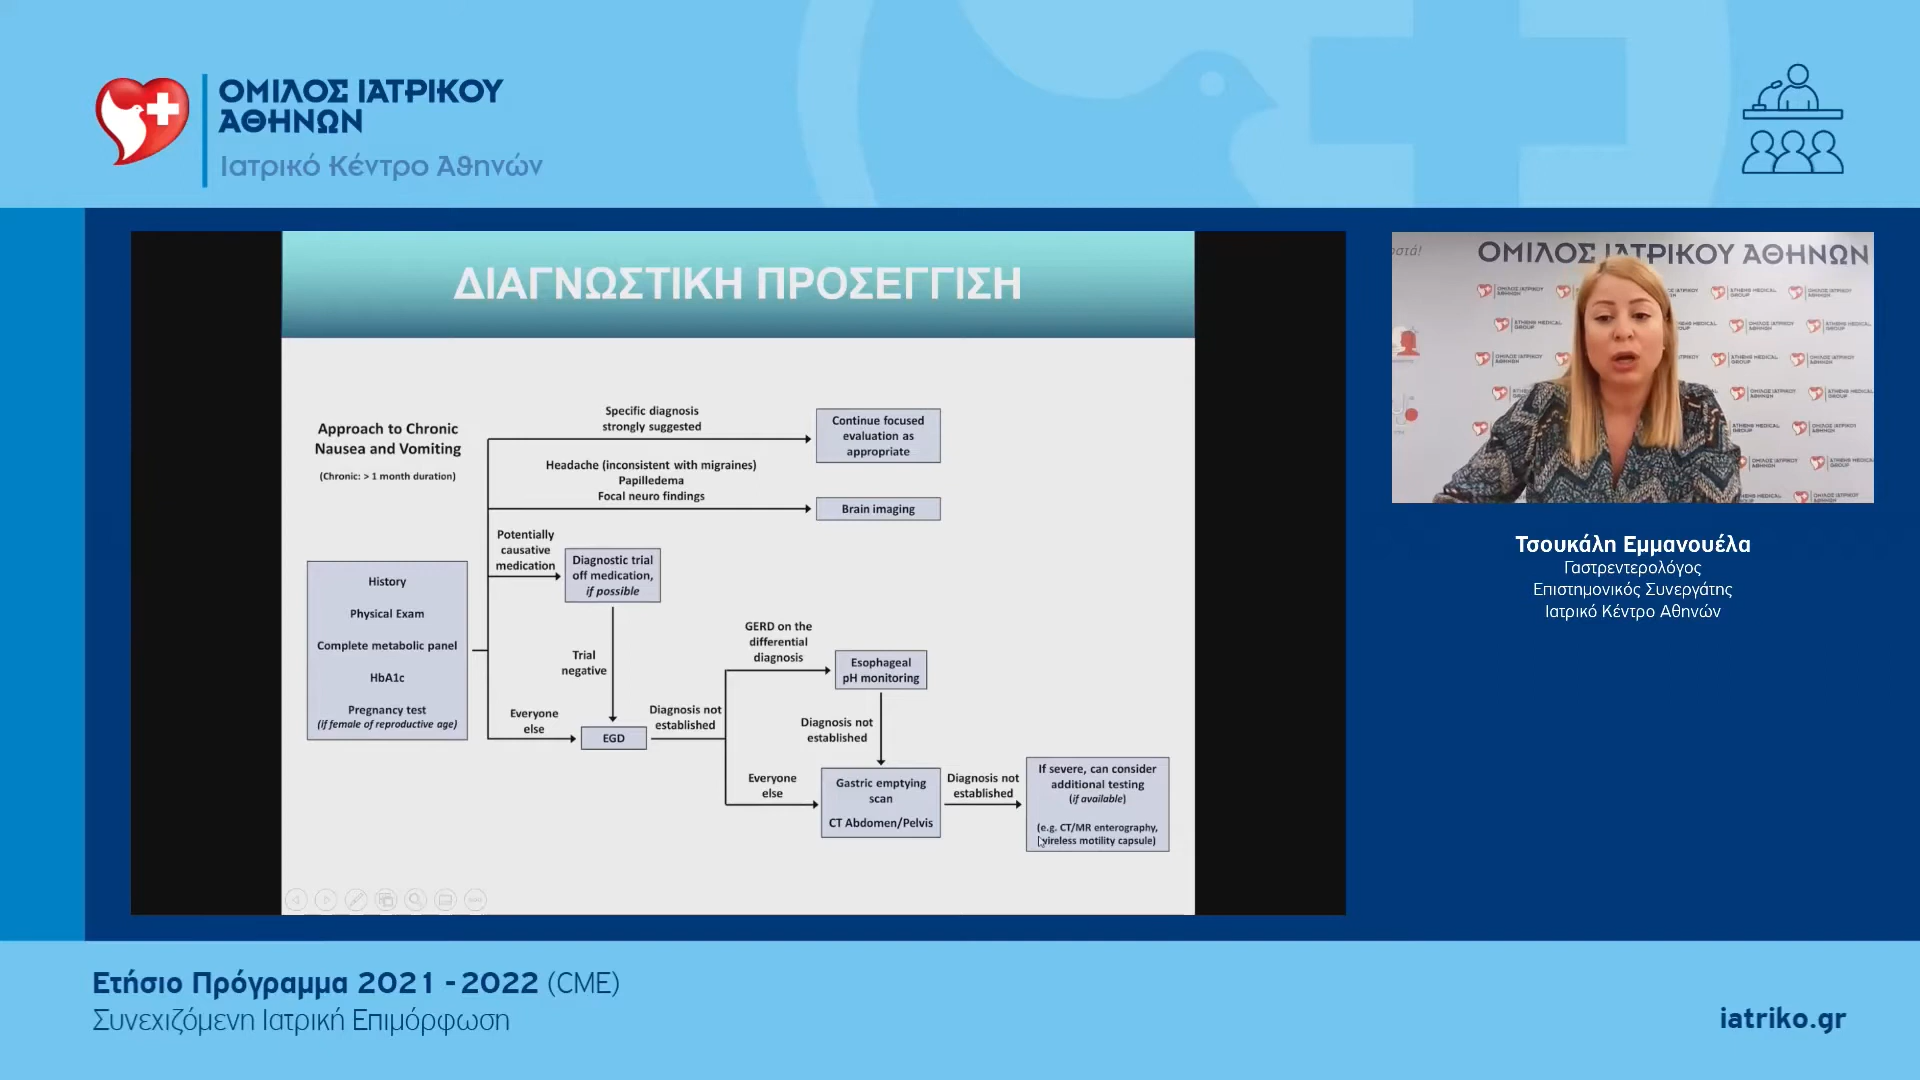 ΟΜΙΛΟΣ ΙΑΤΡΙΚΟΥ
ΑΘΗΝΩΝ
Ιατρικό Κέντρο Αθηνών
ΔΙΑΓΝΩΣΤΙΚΗ ΠΡΟΣΕΓΓΙΣΗ
Approach to Chronic
Nausea and Vomiting
(Chronic: > 1 month duration)
History
Physical Exam
Complete metabolic panel
HbA1c
Pregnancy test
(if female of reproductive age)
Specific diagnosis
strongly suggested
Continue focused
evaluation as
appropriate
Headache (inconsistent with migraines)
Papilledema
Focal neuro findings
Brain imaging
Potentially
causative
medication
Diagnostic trial
off medication,
if possible
Trial
negative
Everyone
else
EGD
Diagnosis not
established
GERD on the
differential
diagnosis
Esophageal
pH monitoring
Diagnosis not
established
Everyone
else
Gastric emptying
scan
CT Abdomen/Pelvis
Diagnosis not
established
If severe, can consider
additional testing
(if available)
(e.g. CT/MR enterography,
wireless motility capsule)
ΟΜΙΛΟΣ ΙΑΤΡΙΚΟΥ ΑΘΗΝΩΝ
Τσουκάλη Εμμανουέλα
Γαστρεντερολόγος
Επιστημονικός Συνεργάτης
Ιατρικό Κέντρο Αθηνών
Ετήσιο Πρόγραμμα 2021 - 2022 (CME)
Συνεχιζόμενη Ιατρική Επιμόρφωση
iatriko.gr